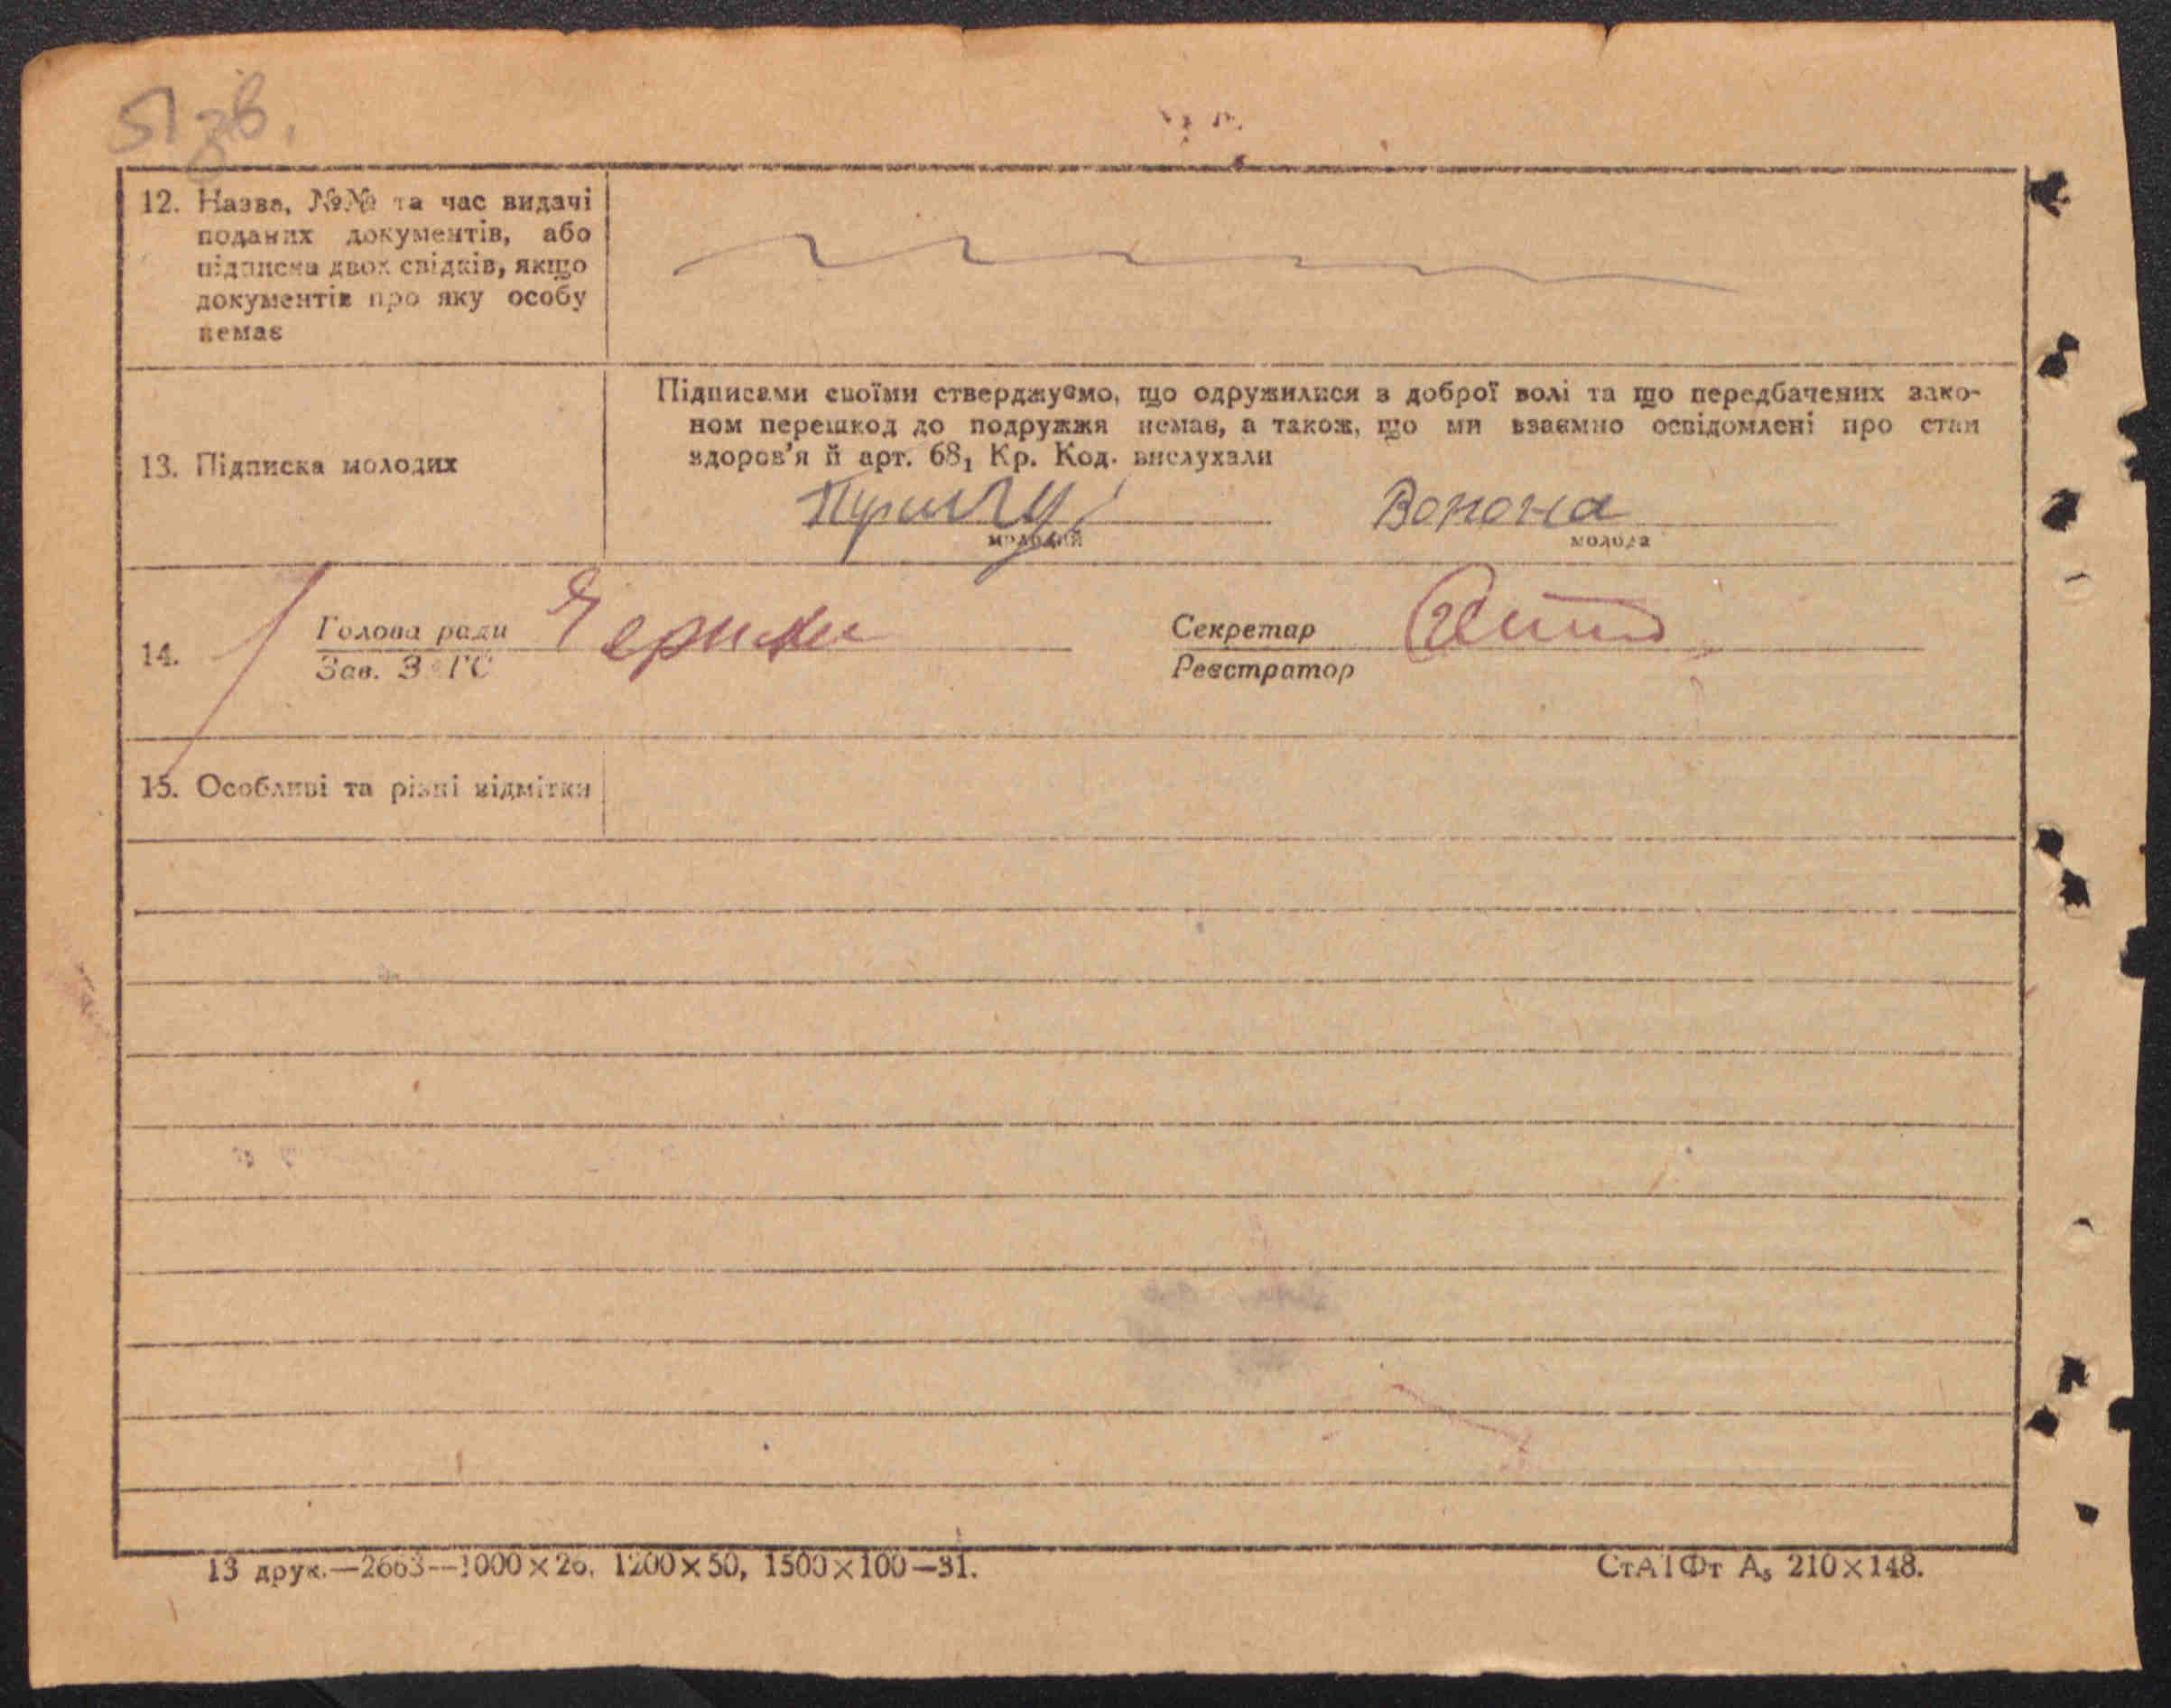 51 зв.
12. Назва, №№ та час видачі
поданих документів, або
підписка двох свідків, якщо
документів про яку особу
немає
Підписами своїми стверджуємо, що одружилися з доброї волі та що передбачених зако-
ном перешкод до подружжя немає, а також, що ми взаємно освідомлені про стан
здоров'я й арт. 68₁ Кр. Код. вислухали
13. Підписка молодих
Ворона
молодий
молода
14.
Голова ради
Зав. ЗАГС
Секретар
Реєстратор
15. Особливі та різні відмітки
13 друк.—2663—1000×26, 1200×50, 1500×100—31.
СтАТФт А₅ 210×148.